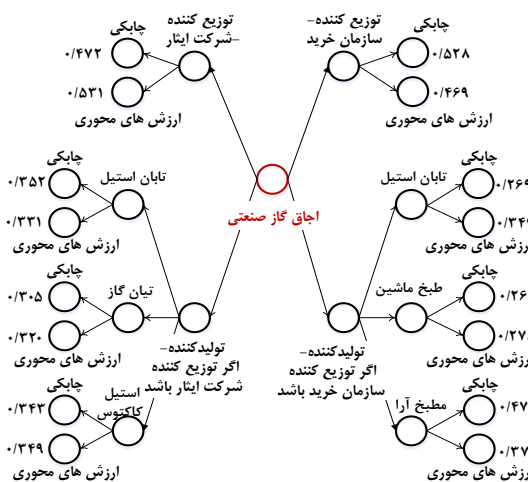 توزیع کننده-
سازمان خرید
چابکی
۰/۵۲۸
۰/۴۶۹
ارزش های محوری
توزیع کننده
-شرکت ایثار
چابکی
۰/۴۷۲
۰/۵۳۱
ارزش های محوری
اجاق گاز صنعتی
تولیدکننده-
اگر توزیع کننده
سازمان خرید باشد
تابان استیل
چابکی
ارزش های محوری
طبخ ماشین
چابکی
ارزش های محوری
مطبخ آرا
چابکی
ارزش های محوری
تولیدکننده-
اگر توزیع کننده
شرکت ایثار باشد
تابان استیل
چابکی
۰/۳۵۲
۰/۳۳۱
ارزش های محوری
تیان گاز
چابکی
۰/۳۰۵
۰/۳۲۰
ارزش های محوری
استیل
کاکتوس
چابکی
۰/۳۴۳
۰/۳۴۹
ارزش های محوری